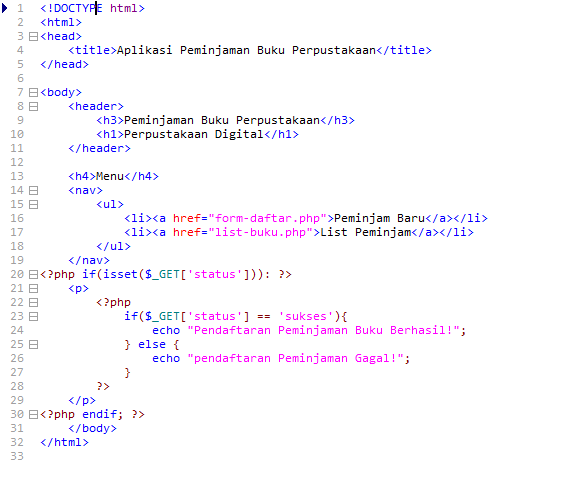 1 <!DOCTYPE html>
2 <html>
3 <head>
4 <title>Aplikasi Peminjaman Buku Perpustakaan</title>
5 </head>
6
7 <body>
8 <header>
9 <h3>Peminjaman Buku Perpustakaan</h3>
10 <h1>Perpustakaan Digital</h1>
11 </header>
12
13 <h4>Menu</h4>
14 <nav>
15 <ul>
16 <li><a href="form-daftar.php">Peminjam Baru</a></li>
17 <li><a href="list-buku.php">List Peminjam</a></li>
18 </ul>
19 </nav>
20 <?php if(isset($_GET['status'])): ?>
21 <p>
22 <?php
23 if($_GET['status'] == 'sukses'){
24 echo "Pendaftaran Peminjaman Buku Berhasil!";
25 } else {
26 echo "pendaftaran Peminjaman Gagal!";
27 }
28 ?>
29 </p>
30 <?php endif; ?>
31 </body>
32 </html>
33